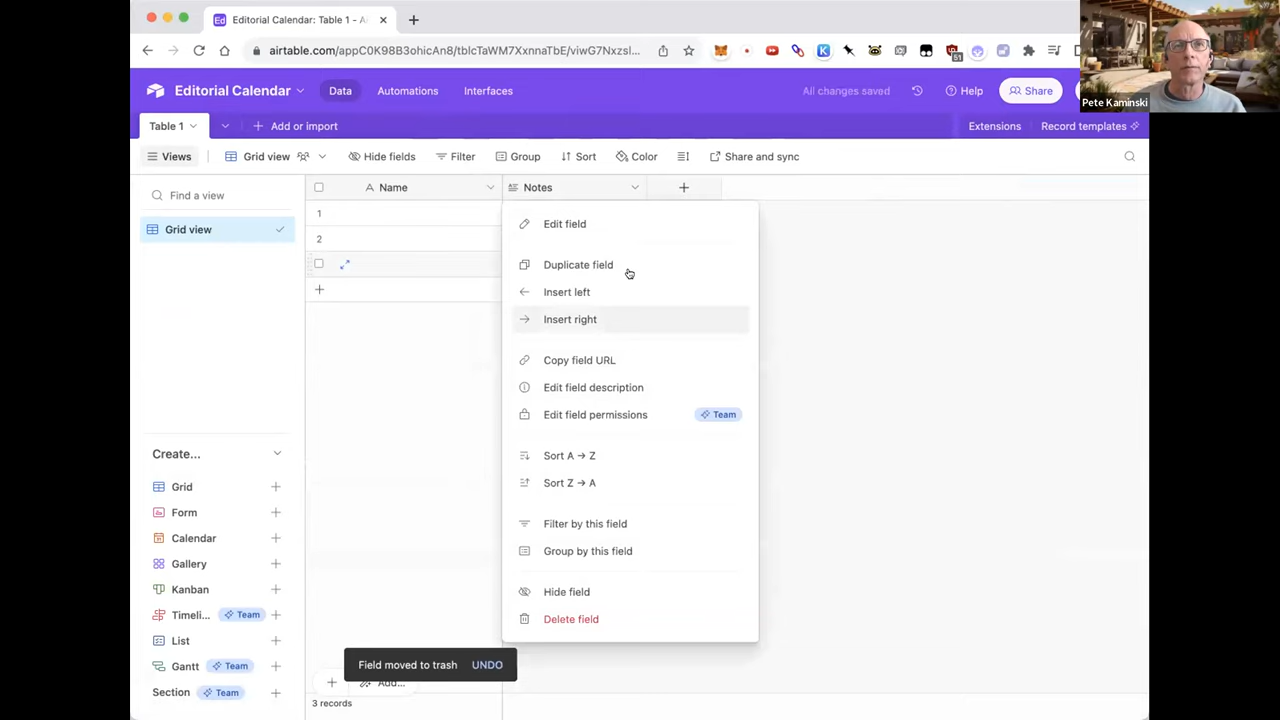 Editorial Calendar: Table 1 - A
airtable.com/appC0K98B3ohicAn8/tblcTaWM7XxnnaTbE/viwG7Nxzsl...
51
Pete Kaminski
Editorial Calendar
Data
Automations
Interfaces
All changes saved
Help
Share
Table 1
Add or import
Extensions
Record templates
Views
Grid view
Hide fields
Filter
Group
Sort
Color
Share and sync
Find a view
Name
Notes
Grid view
1
2
Edit field
Duplicate field
Insert left
Insert right
Copy field URL
Edit field description
Edit field permissions
Team
Sort A → Z
Sort Z → A
Filter by this field
Group by this field
Hide field
Delete field
Create...
Grid
Form
Calendar
Gallery
Kanban
Timeli...
Team
List
Gantt
Team
Section
Team
Field moved to trash
UNDO
Add...
3 records